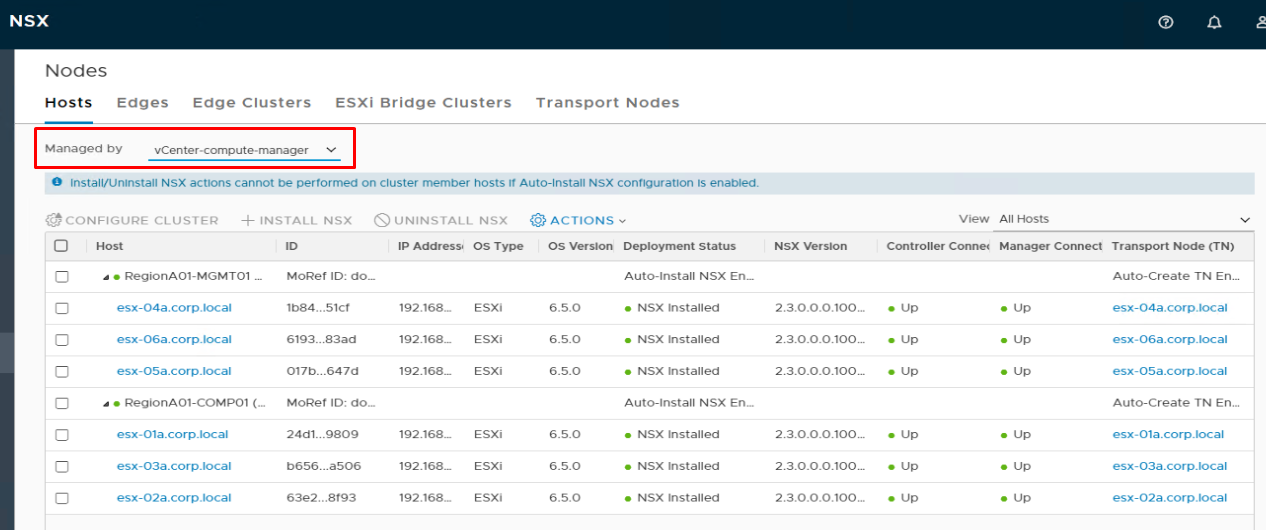 NSX
Nodes
Hosts Edges Edge Clusters ESXi Bridge Clusters Transport Nodes
Managed by vCenter-compute-manager
Install/Uninstall NSX actions cannot be performed on cluster member hosts if Auto-Install NSX configuration is enabled.
CONFIGURE CLUSTER INSTALL NSX UNINSTALL NSX ACTIONS View All Hosts
Host ID IP Addresse OS Type OS Version Deployment Status NSX Version Controller Connec Manager Connect Transport Node (TN)
RegionA01-MGMT01 ... MoRef ID: do... Auto-Install NSX En... Auto-Create TN En...
esx-04a.corp.local 1b84...51cf 192.168... ESXi 6.5.0 NSX Installed 2.3.0.0.0.100... Up Up esx-04a.corp.local
esx-06a.corp.local 6193...83ad 192.168... ESXi 6.5.0 NSX Installed 2.3.0.0.0.100... Up Up esx-06a.corp.local
esx-05a.corp.local 017b...647d 192.168... ESXi 6.5.0 NSX Installed 2.3.0.0.0.100... Up Up esx-05a.corp.local
RegionA01-COMP01 (... MoRef ID: do... Auto-Install NSX En... Auto-Create TN En...
esx-01a.corp.local 24d1...9809 192.168... ESXi 6.5.0 NSX Installed 2.3.0.0.0.100... Up Up esx-01a.corp.local
esx-03a.corp.local b656...a506 192.168... ESXi 6.5.0 NSX Installed 2.3.0.0.0.100... Up Up esx-03a.corp.local
esx-02a.corp.local 63e2...8f93 192.168... ESXi 6.5.0 NSX Installed 2.3.0.0.0.100... Up Up esx-02a.corp.local